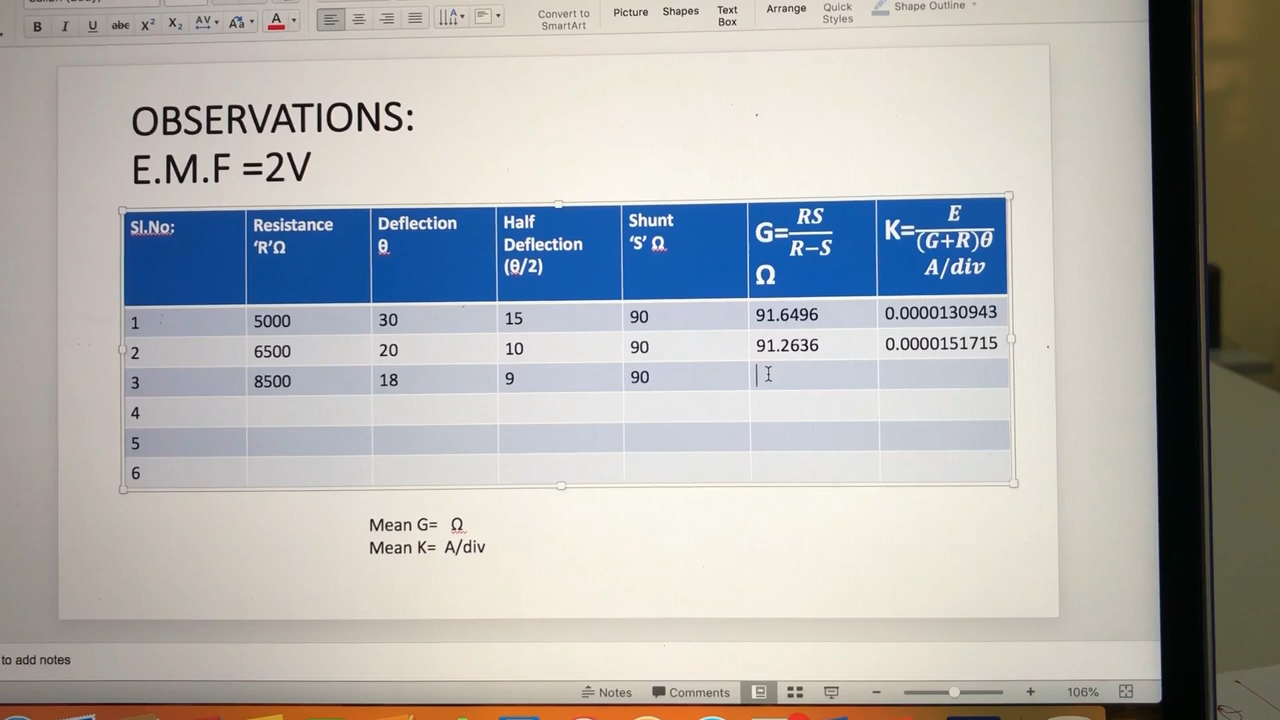 B I U abc X² X₂ AV Aa A
Convert to
SmartArt
Picture
Shapes
Text
Box
Arrange
Quick
Styles
Shape Outline
OBSERVATIONS:
E.M.F =2V
Sl.No: Resistance 'R'Ω Deflection θ Half Deflection (θ/2) Shunt 'S' Ω G=RS/R−S Ω K=E/(G+R)θ A/div
1 5000 30 15 90 91.6496 0.0000130943
2 6500 20 10 90 91.2636 0.0000151715
3 8500 18 9 90
4
5
6
Mean G= Ω
Mean K= A/div
to add notes
Notes Comments 106%